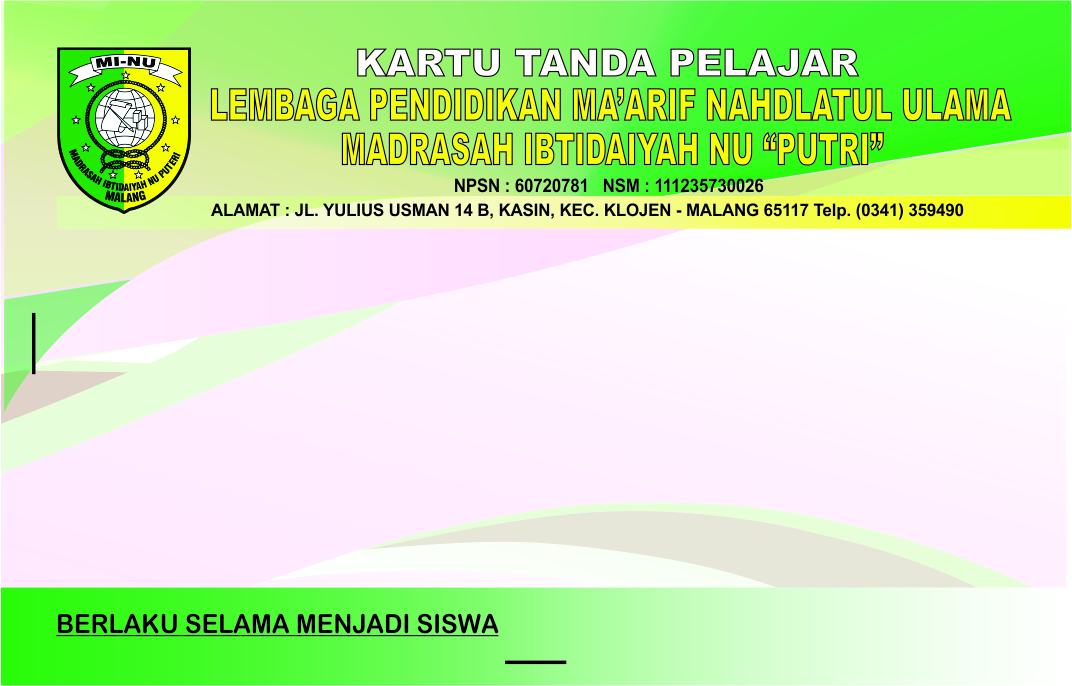 MI-NU
MADRASAH IBTIDAIYAH NU PUTERI
MALANG
KARTU TANDA PELAJAR
LEMBAGA PENDIDIKAN MA’ARIF NAHDLATUL ULAMA
MADRASAH IBTIDAIYAH NU “PUTRI”
NPSN : 60720781 NSM : 111235730026
ALAMAT : JL. YULIUS USMAN 14 B, KASIN, KEC. KLOJEN - MALANG 65117 Telp. (0341) 359490
BERLAKU SELAMA MENJADI SISWA